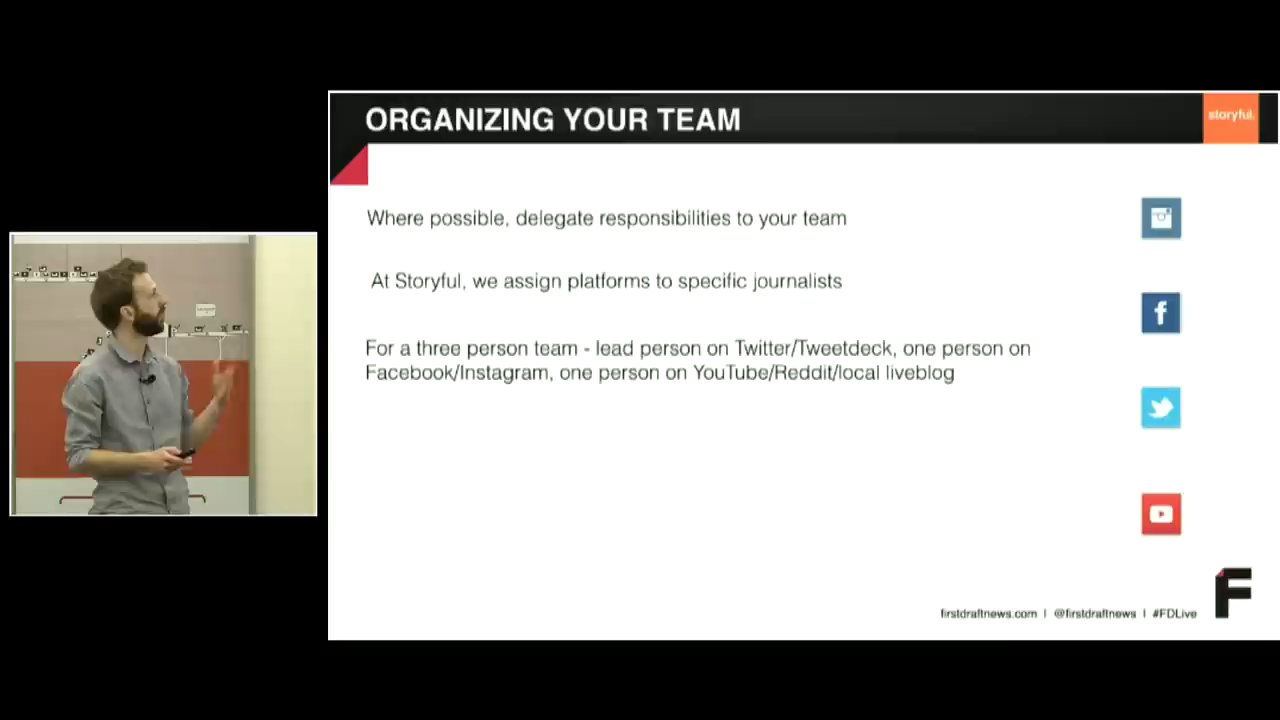 ORGANIZING YOUR TEAM
storyful.
Where possible, delegate responsibilities to your team
At Storyful, we assign platforms to specific journalists
For a three person team - lead person on Twitter/Tweetdeck, one person on
Facebook/Instagram, one person on YouTube/Reddit/local liveblog
firstdraftnews.com | @firstdraftnews | #FDLive